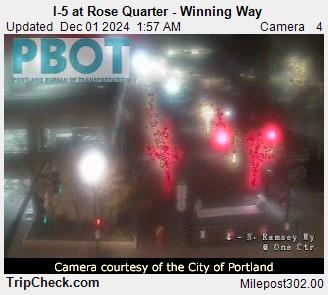 I-5 at Rose Quarter - Winning Way
Updated Dec 01 2024 1:57 AM Camera 4
PBOT
PORTLAND BUREAU OF TRANSPORTATION
4 - N. Ramsey Wy
@ One Ctr
Camera courtesy of the City of Portland
TripCheck.com Milepost302.00